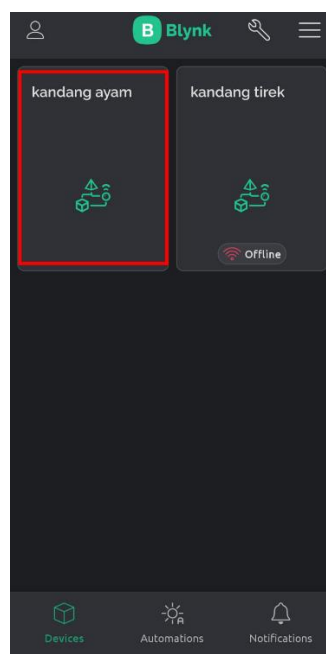 B Blynk
kandang ayam
kandang tirek
Offline
A
Devices
Automations
Notifications